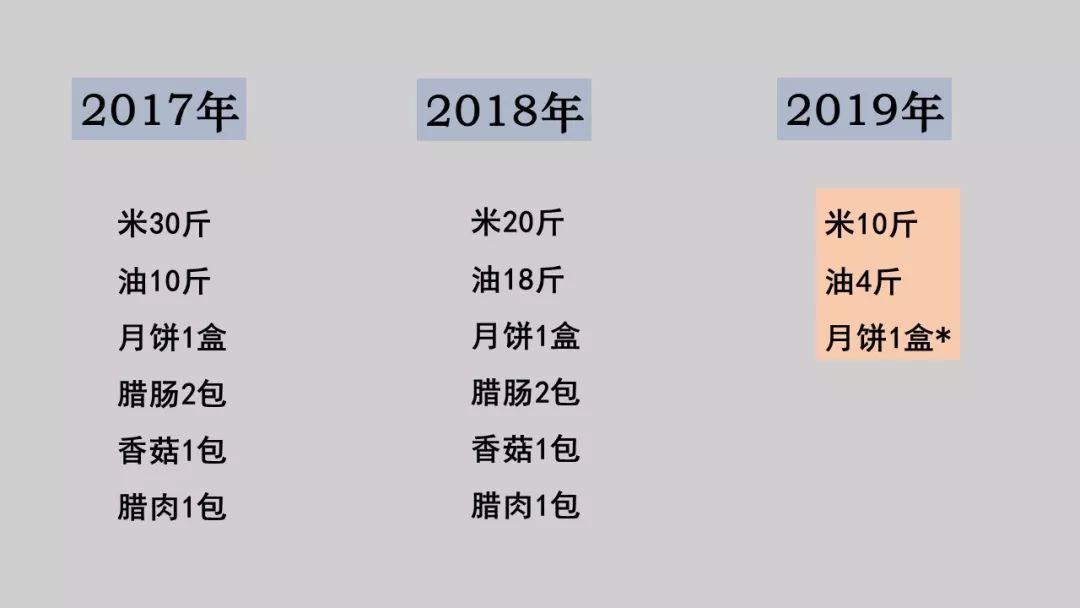 2017年
米30斤
油10斤
月饼1盒
腊肠2包
香菇1包
腊肉1包
2018年
米20斤
油18斤
月饼1盒
腊肠2包
香菇1包
腊肉1包
2019年
米10斤
油4斤
月饼1盒*